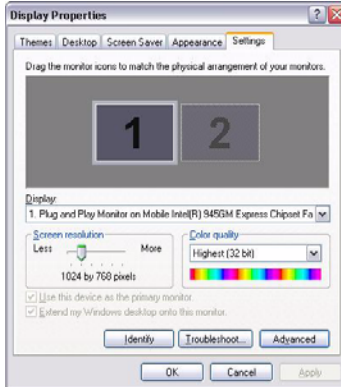 Display Properties
Themes Desktop Screen Saver Appearance Settings
Drag the monitor icons to match the physical arrangement of your monitors.
1 2
Display:
1. Plug and Play Monitor on Mobile Intel(R) 945GM Express Chipset Fa
Screen resolution Color quality
Less More Highest (32 bit)
1024 by 768 pixels
Use this device as the primary monitor.
Extend my Windows desktop onto this monitor.
Identify Troubleshoot... Advanced
OK Cancel Apply